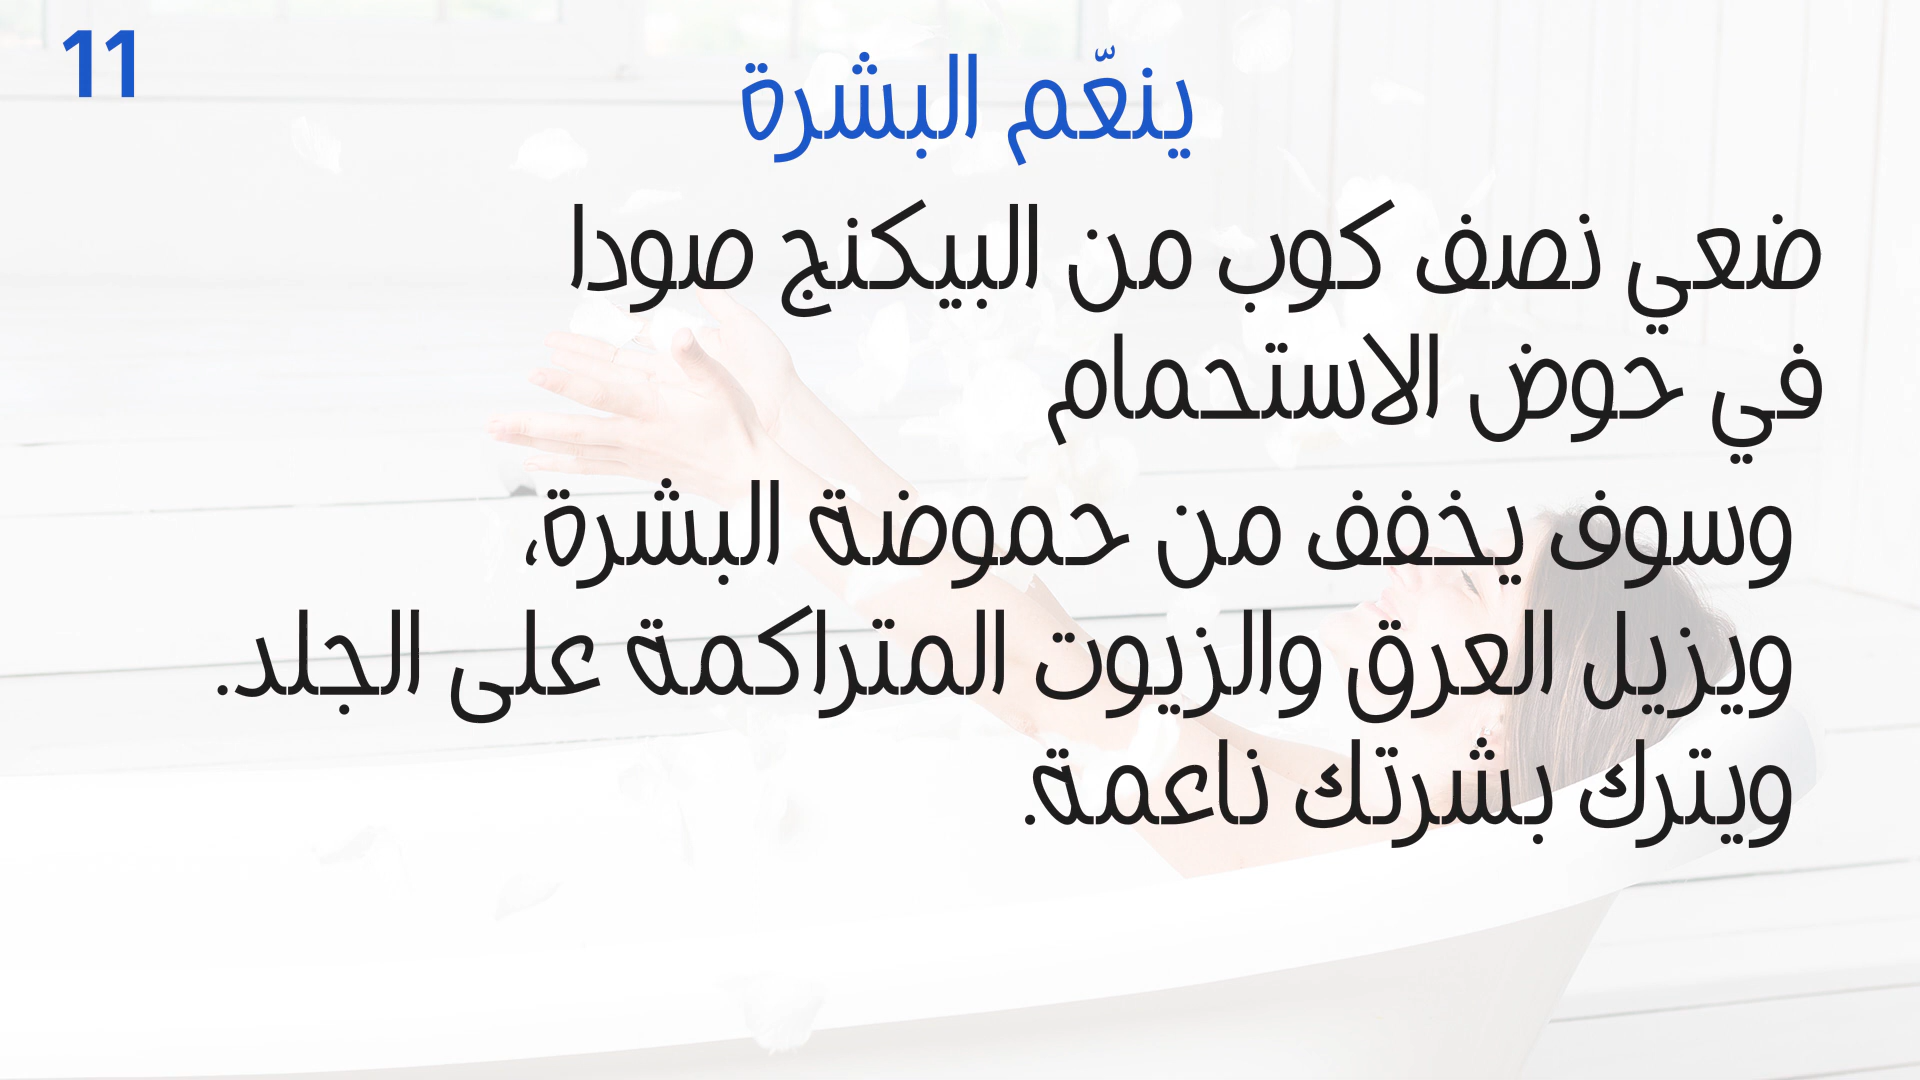 11
ينعّم البشرة
ضعي نصف كوب من البيكنج صودا
في حوض الاستحمام
وسوف يخفف من حموضة البشرة،
ويزيل العرق والزيوت المتراكمة على الجلد.
ويترك بشرتك ناعمة.